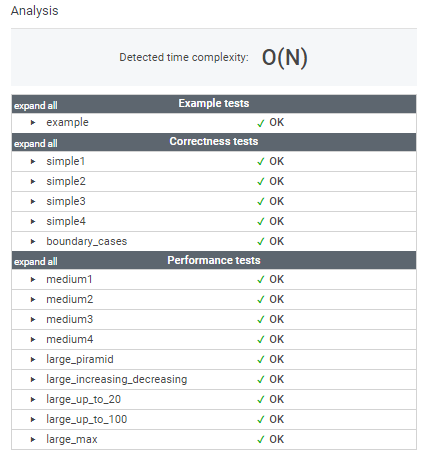 Analysis
Detected time complexity: O(N)
expand all Example tests
▶ example ✓ OK
expand all Correctness tests
▶ simple1 ✓ OK
▶ simple2 ✓ OK
▶ simple3 ✓ OK
▶ simple4 ✓ OK
▶ boundary_cases ✓ OK
expand all Performance tests
▶ medium1 ✓ OK
▶ medium2 ✓ OK
▶ medium3 ✓ OK
▶ medium4 ✓ OK
▶ large_piramid ✓ OK
▶ large_increasing_decreasing ✓ OK
▶ large_up_to_20 ✓ OK
▶ large_up_to_100 ✓ OK
▶ large_max ✓ OK